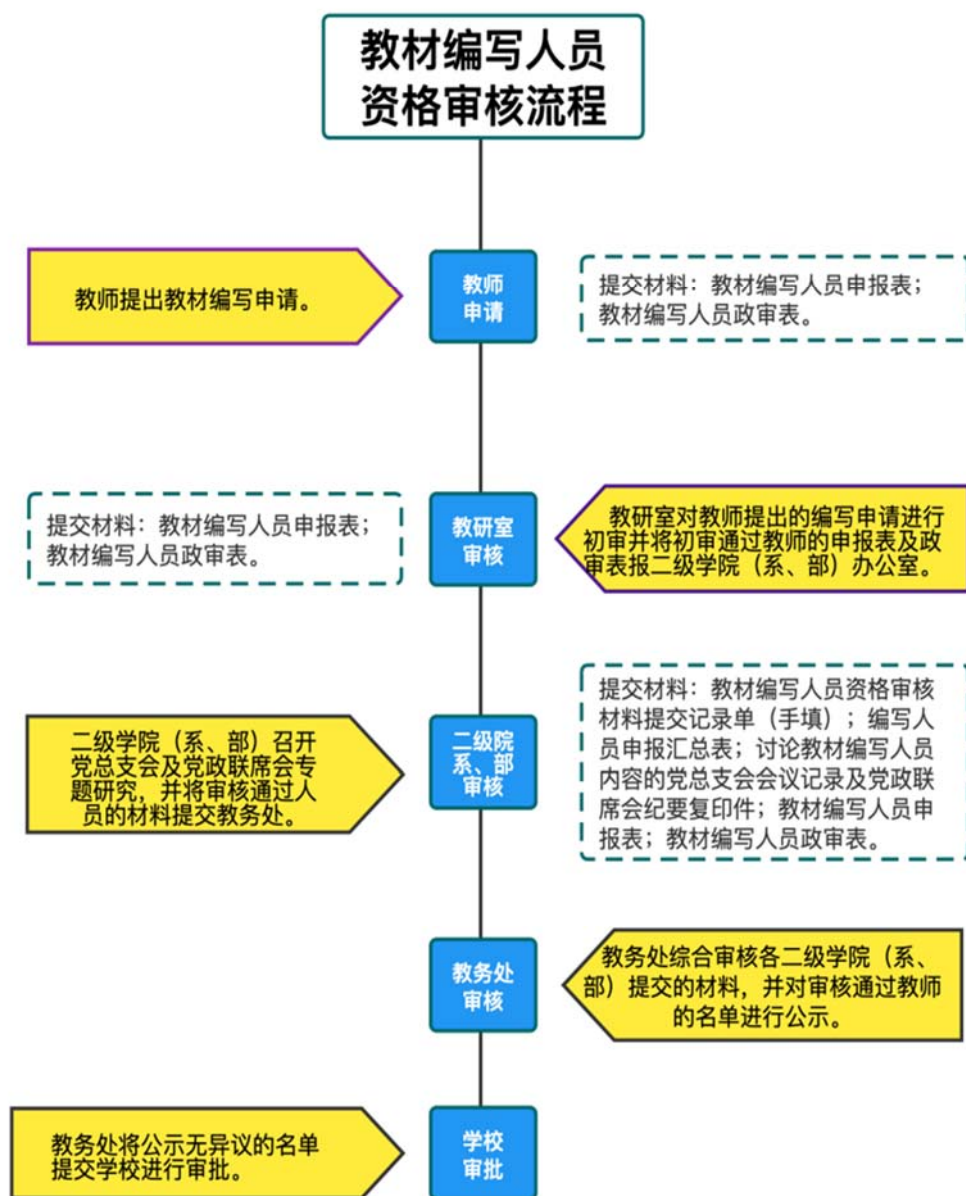 教材编写人员
资格审核流程
教师提出教材编写申请。
教师
申请
提交材料：教材编写人员申报表；
教材编写人员政审表。
提交材料：教材编写人员申报表；
教材编写人员政审表。
教研室
审核
教研室对教师提出的编写申请进行
初审并将初审通过教师的申报表及政
审表报二级学院（系、部）办公室。
二级学院（系、部）召开
党总支会及党政联席会专
题研究，并将审核通过人
员的材料提交教务处。
二级院
系、部
审核
提交材料：教材编写人员资格审核
材料提交记录单（手填）；编写人
员申报汇总表；讨论教材编写人员
内容的党总支会会议记录及党政联
席会纪要复印件；教材编写人员申
报表；教材编写人员政审表。
教务处
审核
教务处综合审核各二级学院（系、
部）提交的材料，并对审核通过教师
的名单进行公示。
教务处将公示无异议的名单
提交学校进行审批。
学校
审批